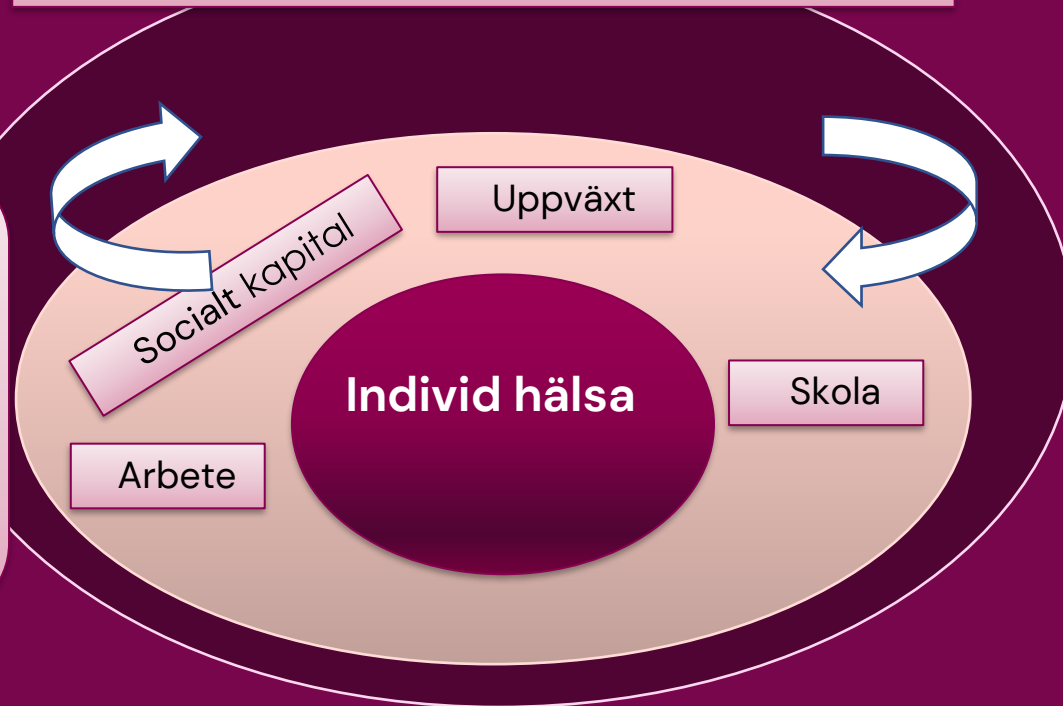 Uppväxt
Socialt kapital
Individ hälsa
Skola
Arbete